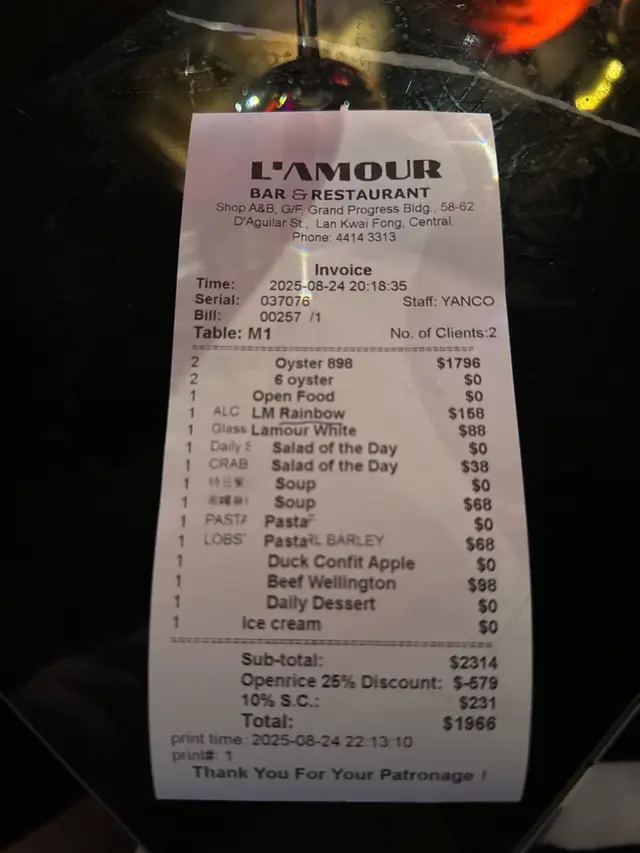 L'AMOUR
BAR & RESTAURANT
Shop A&B, G/F, Grand Progress Bldg., 58-62
D'Aguilar St., Lan Kwai Fong, Central.
Phone: 4414 3313
Invoice
Time: 2025-08-24 20:18:35
Serial: 037076 Staff: YANCO
Bill: 00257 /1
Table: M1 No. of Clients:2
2 Oyster 898 $1796
2 6 oyster $0
1 Open Food $0
1 ALC LM Rainbow $158
1 Glass Lamour White $88
1 Daily Salad of the Day $0
1 CRAB Salad of the Day $38
1 Soup $0
1 Soup $68
1 PASTA Pasta $0
1 LOBS Pasta BARLEY $68
1 Duck Confit Apple $0
1 Beef Wellington $98
1 Daily Dessert $0
1 Ice cream $0
Sub-total: $2314
Openrice 25% Discount: $-579
10% S.C.: $231
Total: $1966
print time: 2025-08-24 22:13:10
print#: 1
Thank You For Your Patronage !